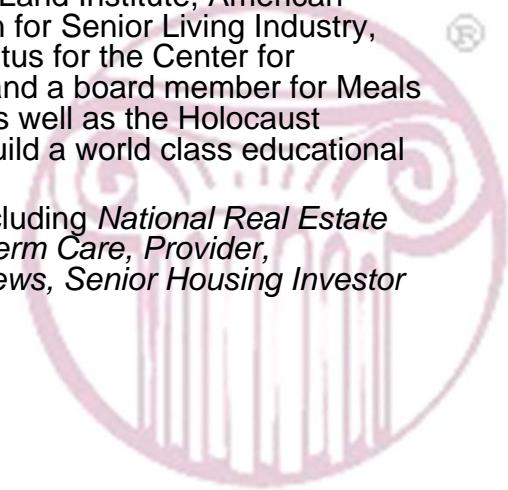 Land Institute, American
for Senior Living Industry,
tus for the Center for
and a board member for Meals
s well as the Holocaust
uild a world class educational
cluding National Real Estate
erm Care, Provider,
ews, Senior Housing Investor
®